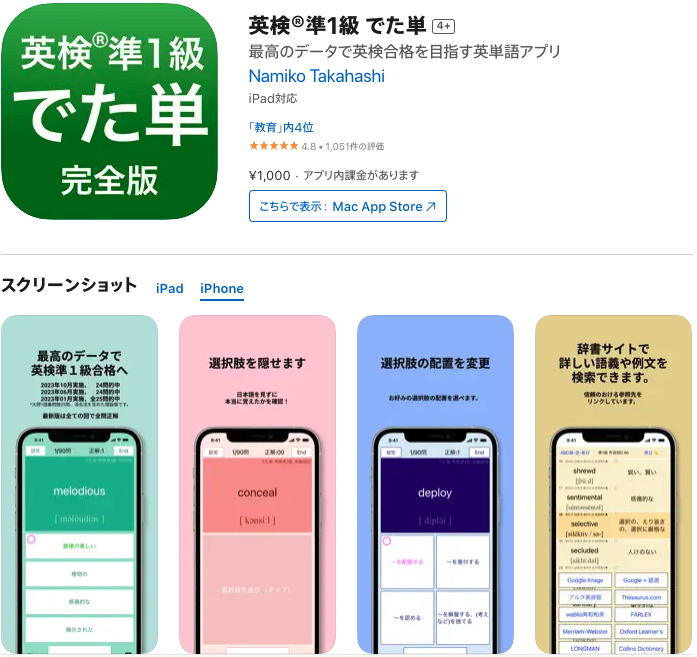 英検®準1級
でた単
完全版
英検®準1級 でた単 4+
最高のデータで英検合格を目指す英単語アプリ
Namiko Takahashi
iPad対応
「教育」内4位
★★★★★ 4.8 • 1,051件の評価
¥1,000 · アプリ内課金があります
こちらで表示： Mac App Store ↗
スクリーンショット iPad iPhone
最高のデータで
英検準１級合格へ
2023年10月実施、 24問的中
2023年06月実施、 24問的中
2023年01月実施、全25問的中
最新版は全ての回で全問正解
9:41
設定 1/90問 正解:1 End
melodious
旋律の美しい
植物の
感傷的な
掲示された
選択肢を隠せます
日本語を見ずに
本当に覚えたかを確認！
9:41
設定 1/90問 正解:00 End
conceal
選択肢を表示（タップ）
選択肢の配置を変更
お好みの選択肢の配置を選べます。
9:41
設定 1/90問 正解:1 End
deploy
～を配置する
～を寄付する
～を認める
～を解雇する、(考えなど)を捨てる
辞書サイトで
詳しい語義や例文を
検索できます。
信頼のおける参照先を
リンクしています。
9:41
shrewd 鋭い、賢い
sentimental 感傷的な
selective 選択の、えり抜きの、選択に厳格な
secluded 人けのない
Google Image Google + 語源
アルク英辞郎 Thesaurus.com
weblio英和和英 FARLEX
Merriam-Webster Oxford Learner's
LONGMAN Collins Dictionary